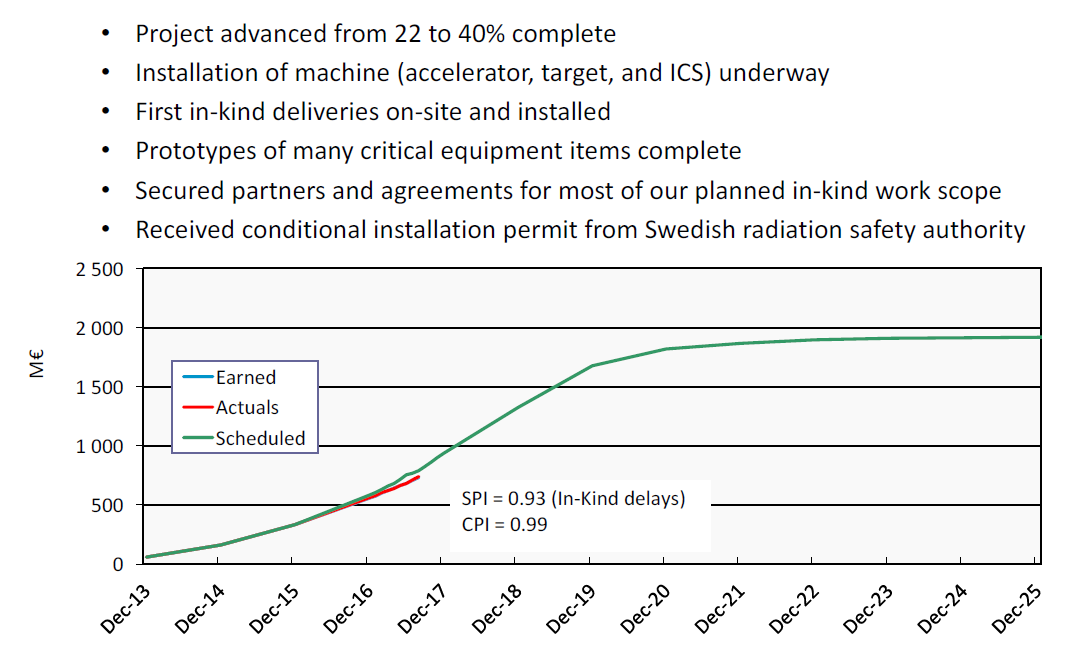 • Project advanced from 22 to 40% complete
• Installation of machine (accelerator, target, and ICS) underway
• First in-kind deliveries on-site and installed
• Prototypes of many critical equipment items complete
• Secured partners and agreements for most of our planned in-kind work scope
• Received conditional installation permit from Swedish radiation safety authority
M€
2 500
2 000
1 500
1 000
500
0
Earned
Actuals
Scheduled
SPI = 0.93 (In-Kind delays)
CPI = 0.99
Dec-13
Dec-14
Dec-15
Dec-16
Dec-17
Dec-18
Dec-19
Dec-20
Dec-21
Dec-22
Dec-23
Dec-24
Dec-25